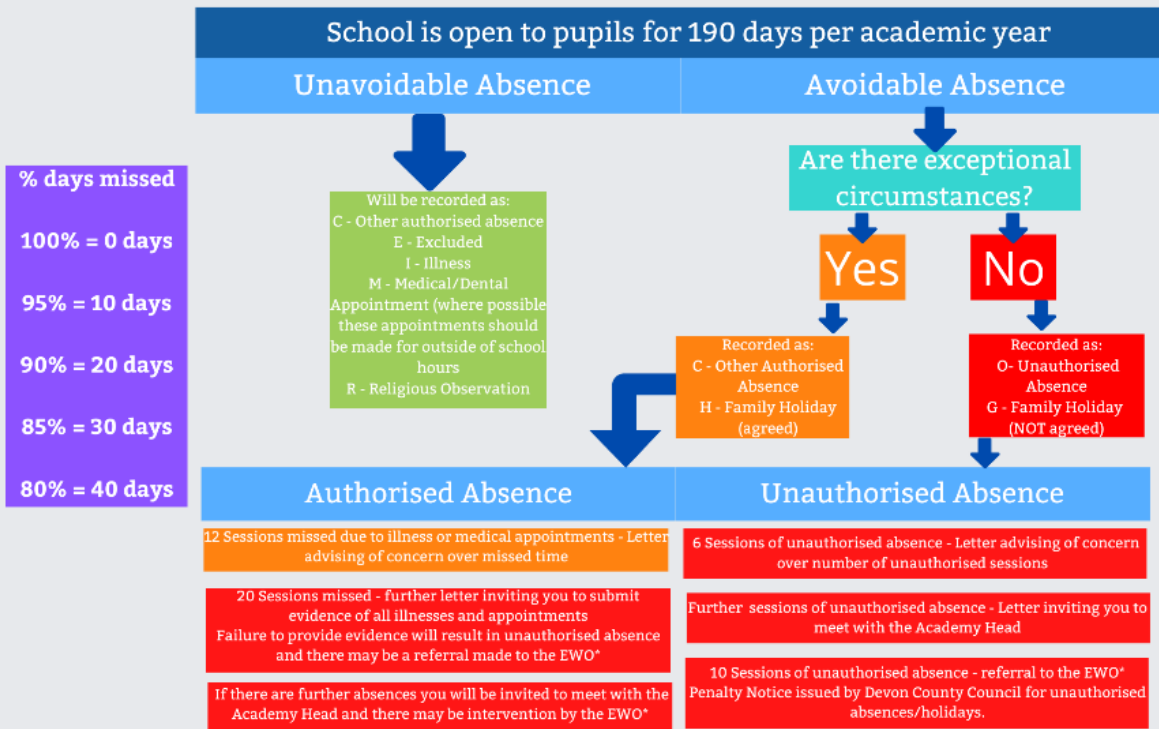 School is open to pupils for 190 days per academic year
Unavoidable Absence
Avoidable Absence
% days missed
100% = 0 days
95% = 10 days
90% = 20 days
85% = 30 days
80% = 40 days
Will be recorded as:
C - Other authorised absence
E - Excluded
I - Illness
M - Medical/Dental
Appointment (where possible
these appointments should
be made for outside of school
hours
R - Religious Observation
Are there exceptional
circumstances?
Yes
No
Recorded as:
C - Other Authorised
Absence
H - Family Holiday
(agreed)
Recorded as:
O- Unauthorised
Absence
G - Family Holiday
(NOT agreed)
Authorised Absence
12 Sessions missed due to illness or medical appointments - Letter
advising of concern over missed time
20 Sessions missed - further letter inviting you to submit
evidence of all illnesses and appointments
Failure to provide evidence will result in unauthorised absence
and there may be a referral made to the EWO*
If there are further absences you will be invited to meet with the
Academy Head and there may be intervention by the EWO*
Unauthorised Absence
6 Sessions of unauthorised absence - Letter advising of concern
over number of unauthorised sessions
Further sessions of unauthorised absence - Letter inviting you to
meet with the Academy Head
10 Sessions of unauthorised absence - referral to the EWO*
Penalty Notice issued by Devon County Council for unauthorised
absences/holidays.